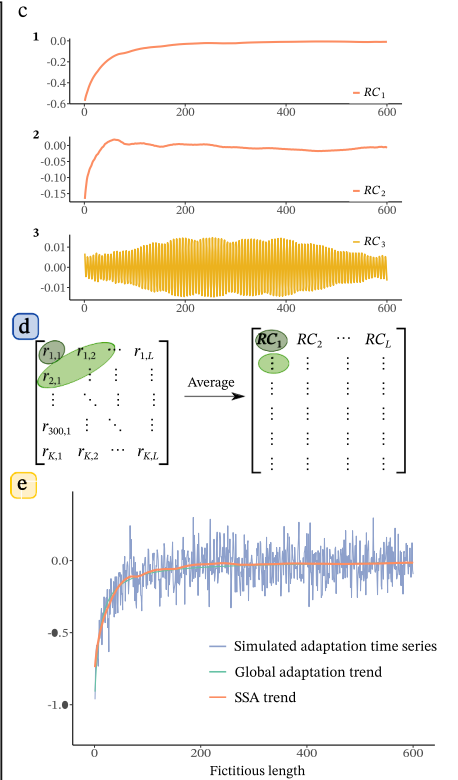 c
1
0.0
-0.2
-0.4
-0.6
RC1
0 200 400 600
2
0.00
-0.05
-0.10
-0.15
RC2
0 200 400 600
3
0.01
0.00
-0.01
RC3
0 200 400 600
d
r1,1 r1,2 ⋯ r1,L
r2,1 ⋮ ⋮ ⋮
⋮ ⋱ ⋮ ⋮
r300,1 ⋮ ⋱ ⋮
rK,1 rK,2 ⋯ rK,L
Average
RC1 RC2 ⋯ RCL
⋮ ⋮ ⋮ ⋮
⋮ ⋮ ⋮ ⋮
⋮ ⋮ ⋮ ⋮
⋮ ⋮ ⋮ ⋮
⋮ ⋮ ⋮ ⋮
e
0.0
-0.5
-1.0
Simulated adaptation time series
Global adaptation trend
SSA trend
0 200 400 600
Fictitious length